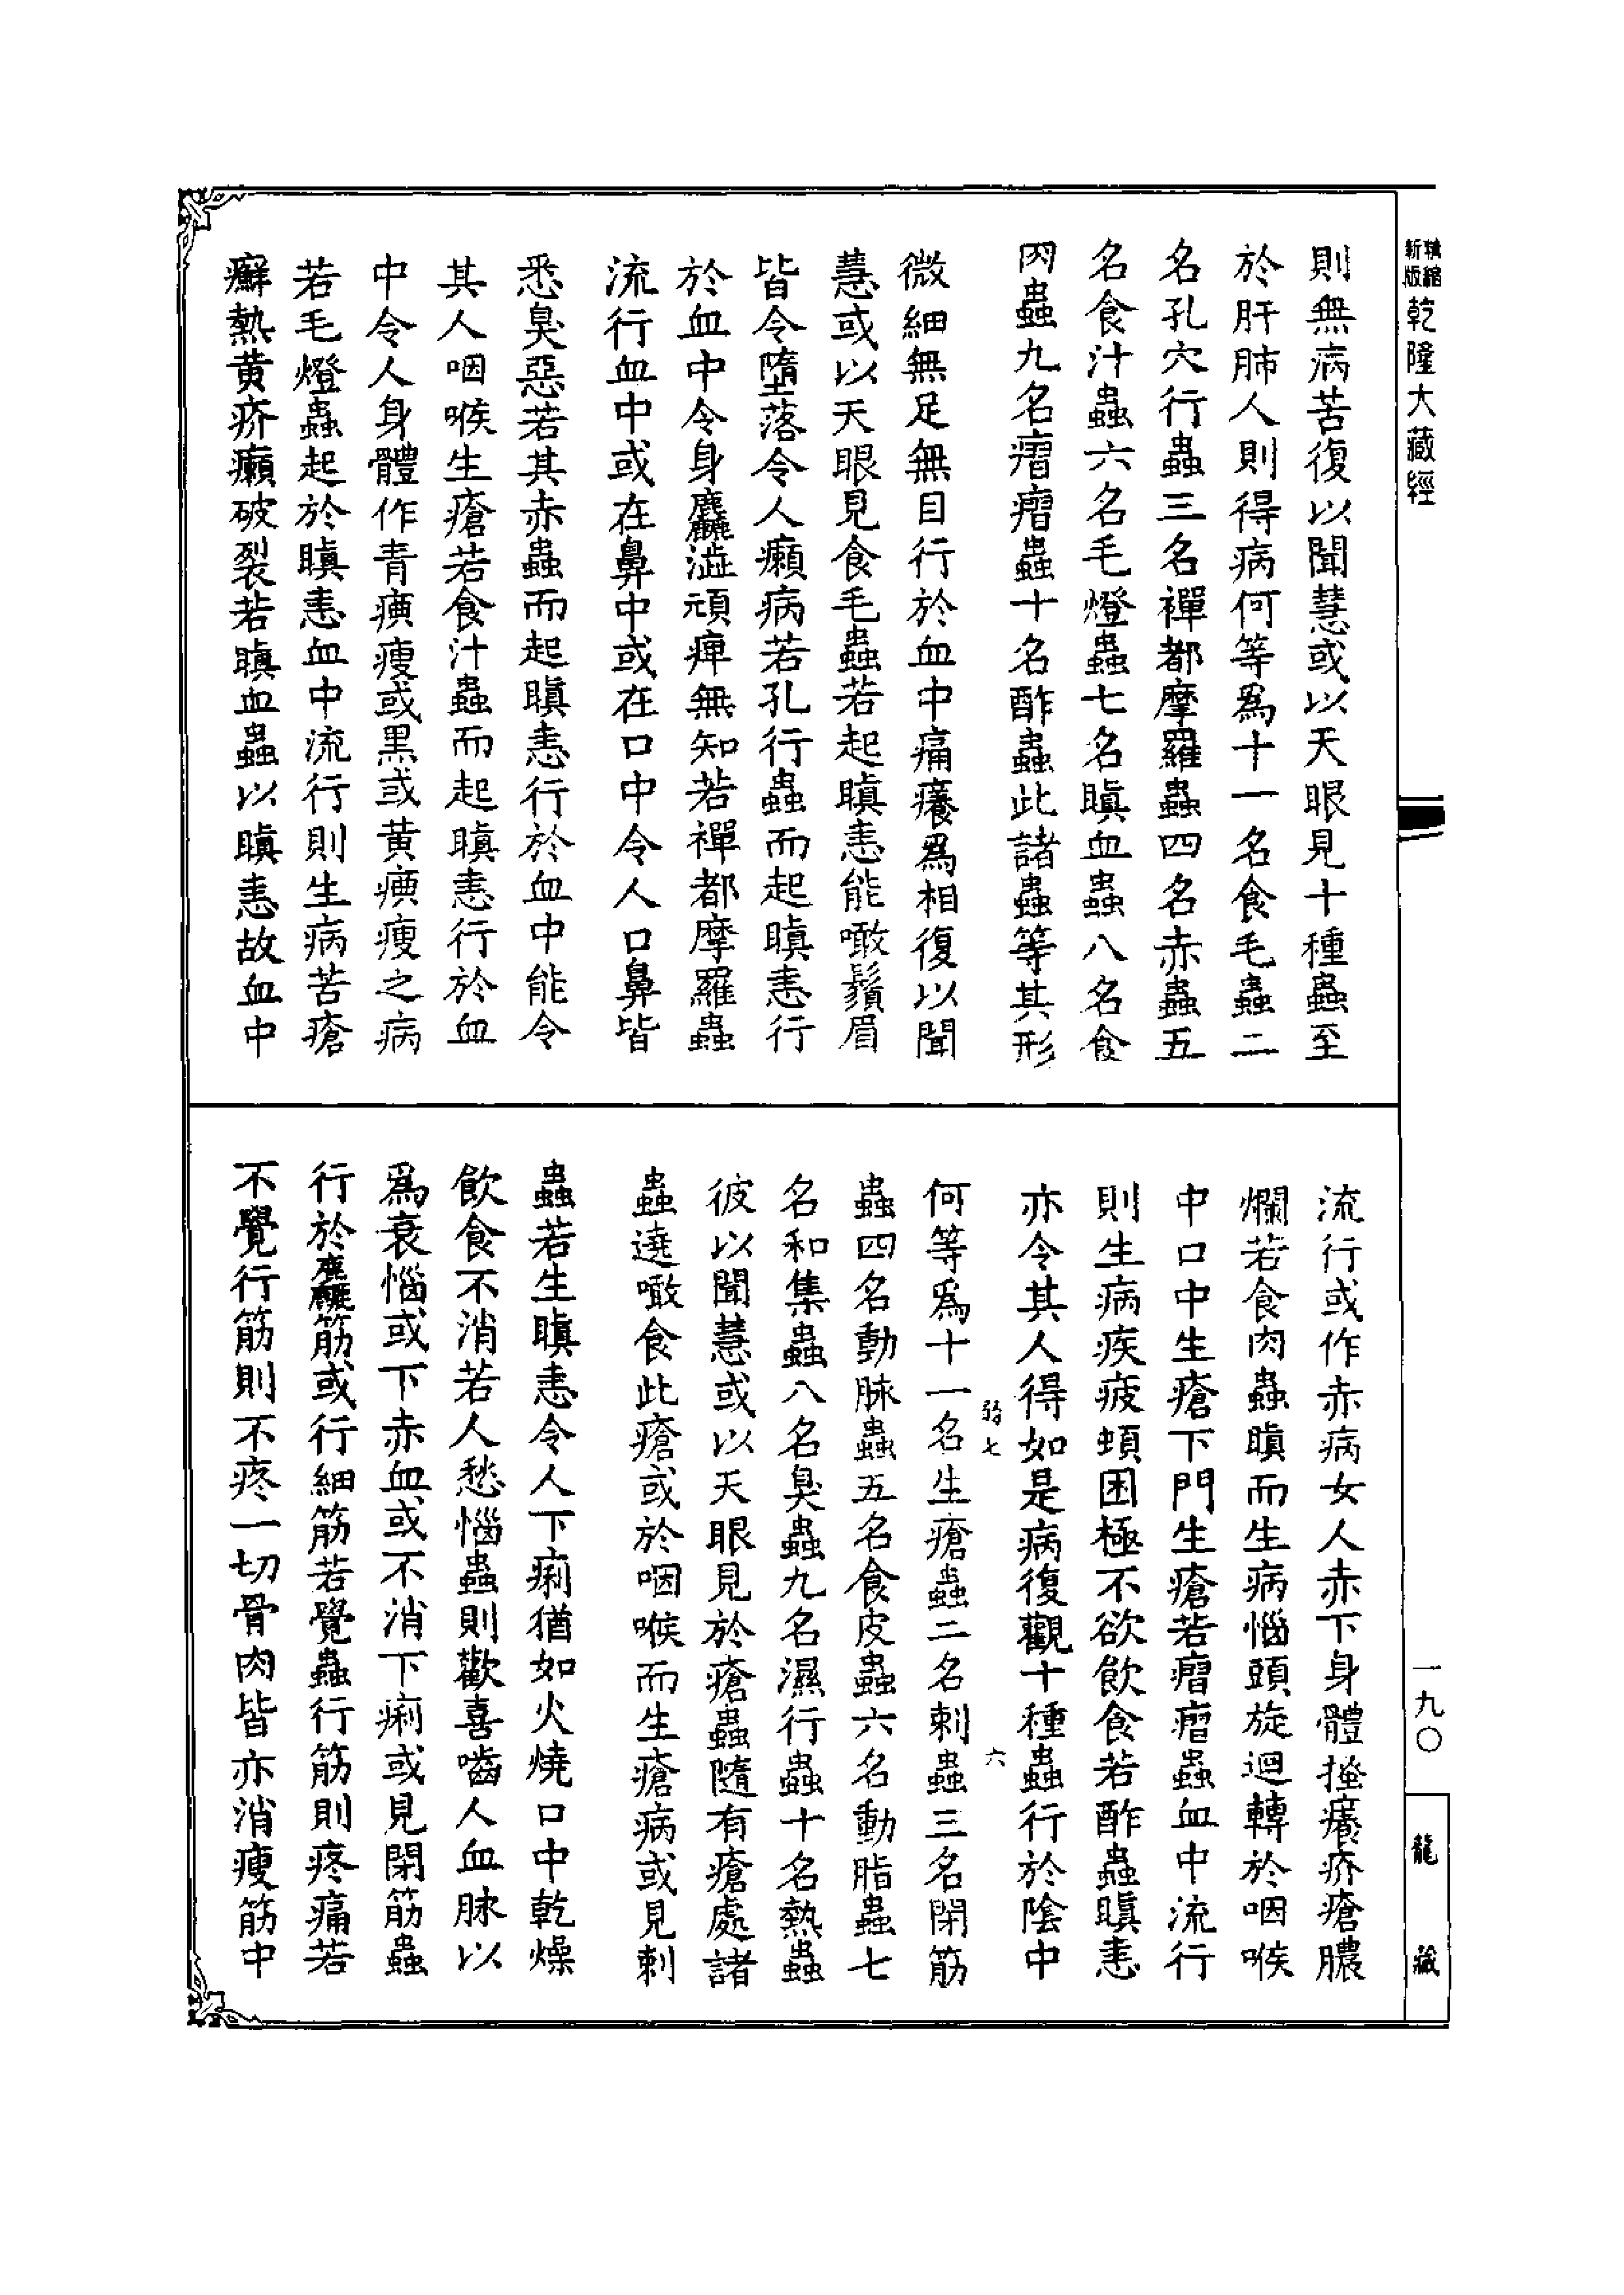 新版精縮乾隆大藏經
一九〇
龍藏
則無病苦復以聞慧或以天眼見十種蟲至
於肝肺人則得病何等爲十一名食毛蟲二
名孔穴行蟲三名禪都摩羅蟲四名赤蟲五
名食汁蟲六名毛燈蟲七名瞋血蟲八名食
肉蟲九名㿈㿈蟲十名酢蟲此諸蟲等其形
微細無足無目行於血中痛癢爲相復以聞
慧或以天眼見食毛蟲若起瞋恚能噉鬚眉
皆令墮落令人癩病若孔行蟲而起瞋恚行
於血中令身麤澁頑痺無知若禪都摩羅蟲
流行血中或在鼻中或在口中令人口鼻皆
悉臭惡若其赤蟲而起瞋恚行於血中能令
其人咽喉生瘡若食汁蟲而起瞋恚行於血
中令人身體作青痶瘦或黑或黄痶瘦之病
若毛燈蟲起於瞋恚血中流行則生病苦瘡
癬熱黄疥癩破裂若瞋血蟲以瞋恚故血中
流行或作赤病女人赤下身體搔癢疥瘡膿
爛若食肉蟲瞋而生病惱頭旋迴轉於咽喉
中口中生瘡下門生瘡若㿈㿈蟲血中流行
則生病疾疲頓困極不欲飲食若酢蟲瞋恚
亦令其人得如是病復觀十種蟲行於陰中
弱七 六
何等爲十一名生瘡蟲二名刺蟲三名閉筋
蟲四名動脉蟲五名食皮蟲六名動脂蟲七
名和集蟲八名臭蟲九名濕行蟲十名熱蟲
彼以聞慧或以天眼見於瘡蟲隨有瘡處諸
蟲遶噉食此瘡或於咽喉而生瘡病或見刺
蟲若生瞋恚令人下痢猶如火燒口中乾燥
飲食不消若人愁惱蟲則歡喜嚙人血脉以
爲衰惱或下赤血或不消下痢或見閉筋蟲
行於麤筋或行細筋若覺蟲行筋則疼痛若
不覺行筋則不疼一切骨肉皆亦消瘦筋中